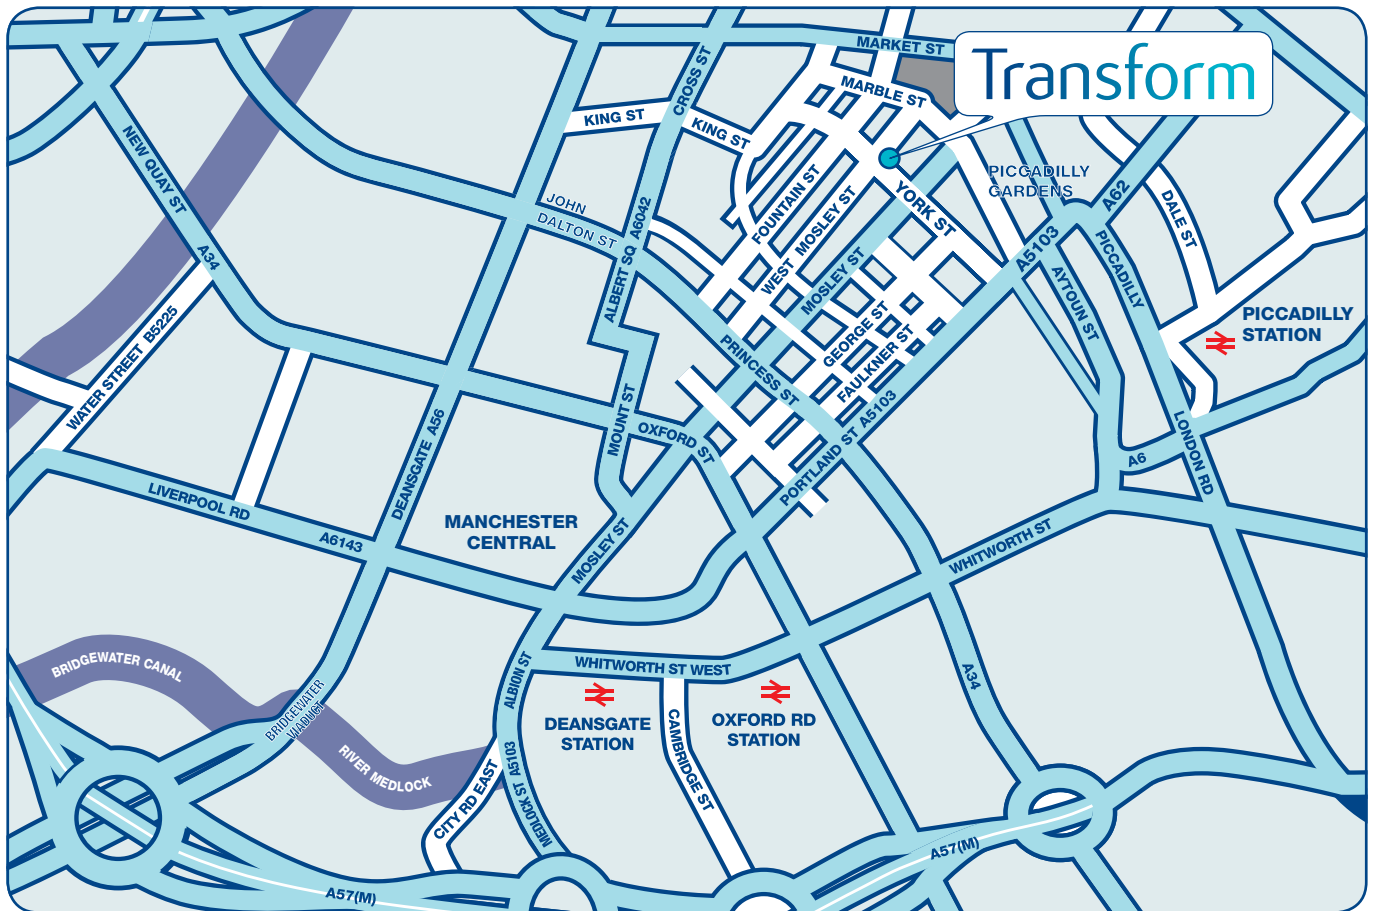 MARKET ST
Transform
CROSS ST
MARBLE ST
KING ST
KING ST
NEW QUAY ST
PICCADILLY
GARDENS
A62
YORK ST
DALE ST
FOUNTAIN ST
WEST MOSLEY ST
MOSLEY ST
JOHN
DALTON ST
A6042
ALBERT SQ
A34
A5103
PICCADILLY
AYTOUN ST
PICCADILLY
STATION
WATER STREET B5225
GEORGE ST
FAULKNER ST
PRINCESS ST
A5103
PORTLAND ST
MOUNT ST
OXFORD ST
DEANSGATE A56
LONDON RD
A6
LIVERPOOL RD
A6143
MANCHESTER
CENTRAL
MOSLEY ST
WHITWORTH ST
BRIDGEWATER CANAL
BRIDGEWATER
VIADUCT
ALBION ST
WHITWORTH ST WEST
A34
DEANSGATE
STATION
OXFORD RD
STATION
CAMBRIDGE ST
RIVER MEDLOCK
CITY RD EAST
MEDLOCK ST A5103
A57(M)
A57(M)